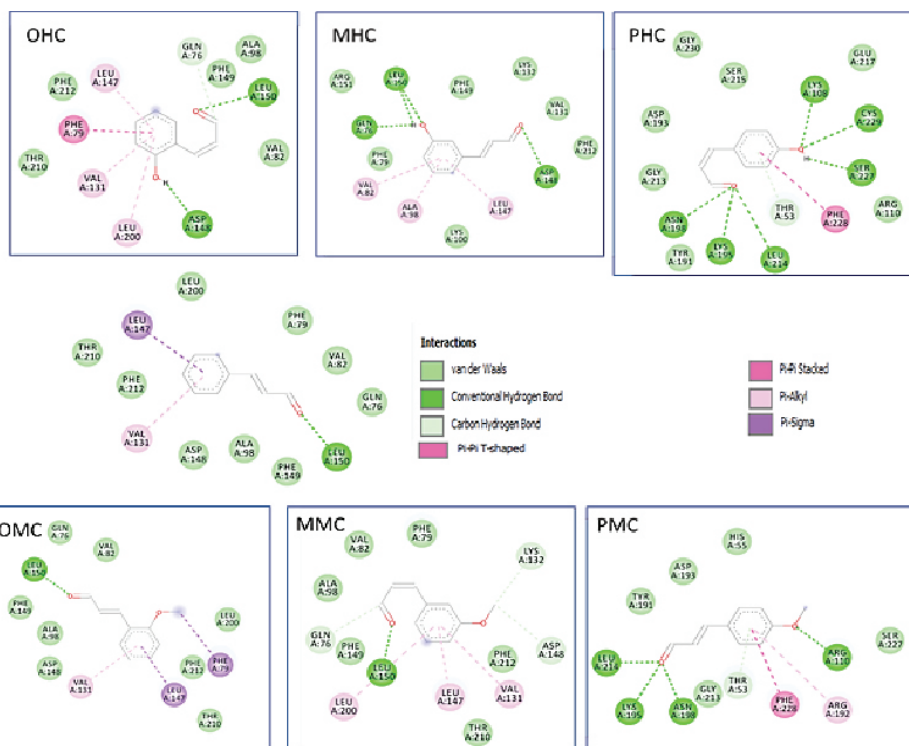 OHC
GLN
A:76
ALA
A:98
LEU
A:147
PHE
A:149
PHE
A:212
LEU
A:150
PHE
A:79
VAL
A:82
THR
A:210
VAL
A:131
H
LEU
A:200
ASP
A:148
MHC
LEU
A:150
LYS
A:132
ARG
A:151
PHE
A:149
VAL
A:131
GLN
A:76
H
PHE
A:79
PHE
A:212
VAL
A:82
ASP
A:148
ALA
A:98
LEU
A:147
LYS
A:100
PHC
GLY
A:230
GLU
A:217
SER
A:215
LYS
A:108
ASP
A:193
CYS
A:229
H
GLY
A:213
SER
A:227
ASN
A:198
THR
A:53
PHE
A:228
ARG
A:110
TYR
A:191
LYS
A:195
LEU
A:214
LEU
A:200
LEU
A:147
PHE
A:79
THR
A:210
VAL
A:82
PHE
A:212
GLN
A:76
VAL
A:131
ASP
A:148
ALA
A:98
PHE
A:149
LEU
A:150
Interactions
van der Waals
Conventional Hydrogen Bond
Carbon Hydrogen Bond
Pi-Pi T-shaped
Pi-Pi Stacked
Pi-Alkyl
Pi-Sigma
OMC
GLN
A:76
VAL
A:82
LEU
A:150
PHE
A:149
ALA
A:98
LEU
A:200
ASP
A:148
PHE
A:212
PHE
A:79
VAL
A:131
LEU
A:147
THR
A:210
MMC
VAL
A:82
PHE
A:79
LYS
A:132
ALA
A:98
GLN
A:76
PHE
A:149
LEU
A:150
PHE
A:212
ASP
A:148
LEU
A:200
LEU
A:147
VAL
A:131
THR
A:210
PMC
HIS
A:55
ASP
A:193
TYR
A:191
SER
A:227
LEU
A:214
ARG
A:110
GLY
A:213
THR
A:53
LYS
A:195
ASN
A:198
PHE
A:228
ARG
A:192